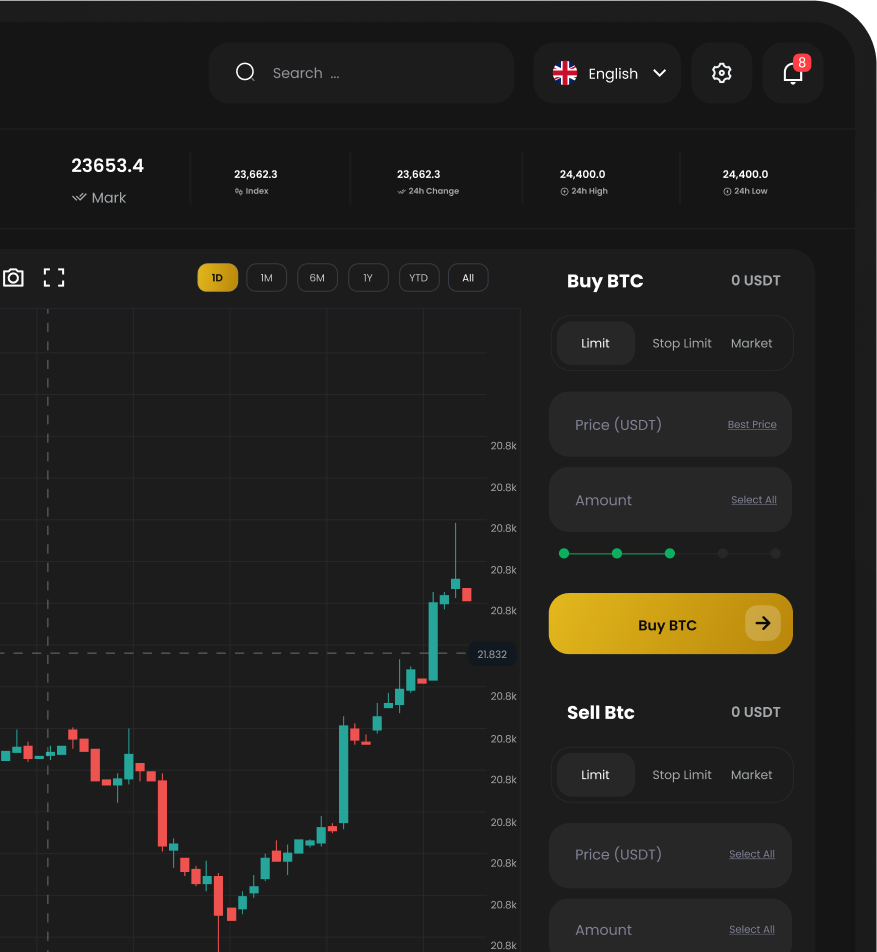 Search ...
English
8
23653.4
Mark
23,662.3
Index
23,662.3
24h Change
24,400.0
24h High
24,400.0
24h Low
1D
1M
6M
1Y
YTD
All
Buy BTC
0 USDT
Limit
Stop Limit
Market
Price (USDT)
Best Price
Amount
Select All
Buy BTC
20.8k
20.8k
20.8k
20.8k
20.8k
21.832
20.8k
20.8k
20.8k
20.8k
20.8k
20.8k
20.8k
Sell Btc
0 USDT
Limit
Stop Limit
Market
Price (USDT)
Select All
Amount
Select All